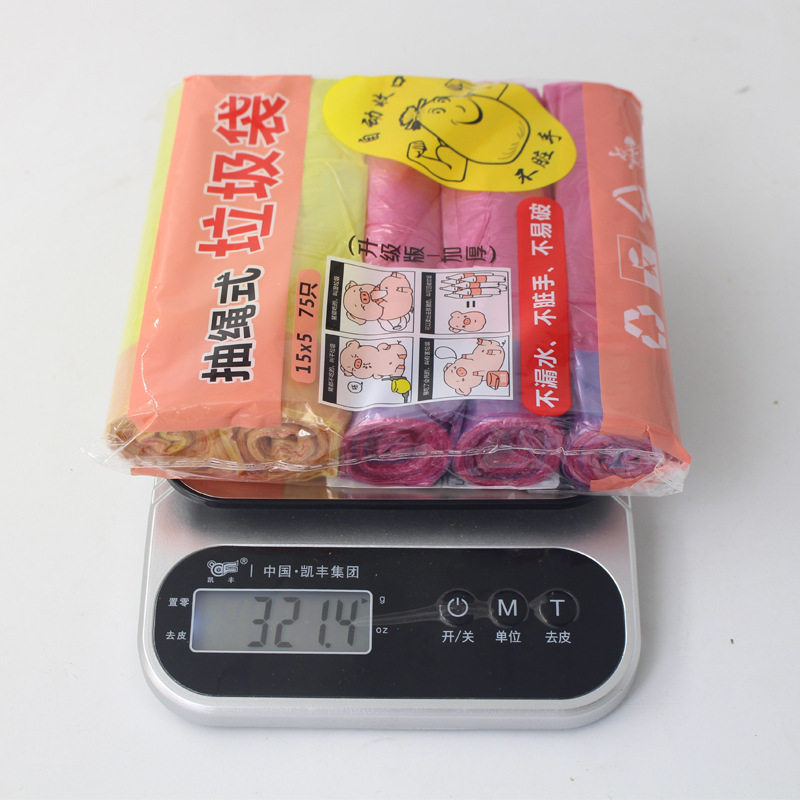 自动收口
不脏手
抽绳式 垃圾袋
15x5 75只
(升级版—加厚)
不漏水、不脏手、不易破
凯丰
®
中国·凯丰集团
置零
去皮
321.4
g
oz
M
T
开/关
单位
去皮